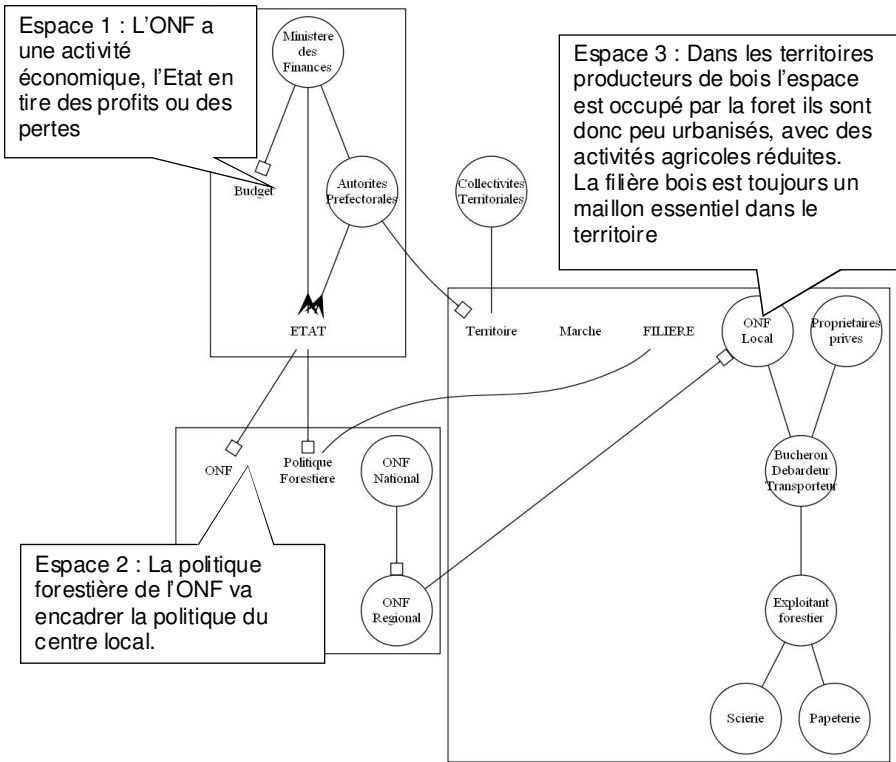 Espace 1 : L'ONF a
une activité
économique, l'Etat en
tire des profits ou des
pertes
Ministere
des
Finances
Espace 3 : Dans les territoires
producteurs de bois l'espace
est occupé par la foret ils sont
donc peu urbanisés, avec des
activités agricoles réduites.
La filière bois est toujours un
maillon essentiel dans le
territoire
Budget
Autorites
Prefectorales
Collectivites
Territoriales
ETAT
Territoire
Marche
FILIERE
ONF
Local
Proprietaires
prives
ONF
Politique
Forestiere
ONF
National
Bucheron
Debardeur
Transporteur
Espace 2 : La politique
forestière de l'ONF va
encadrer la politique du
centre local.
ONF
Regional
Exploitant
forestier
Scierie
Papeterie